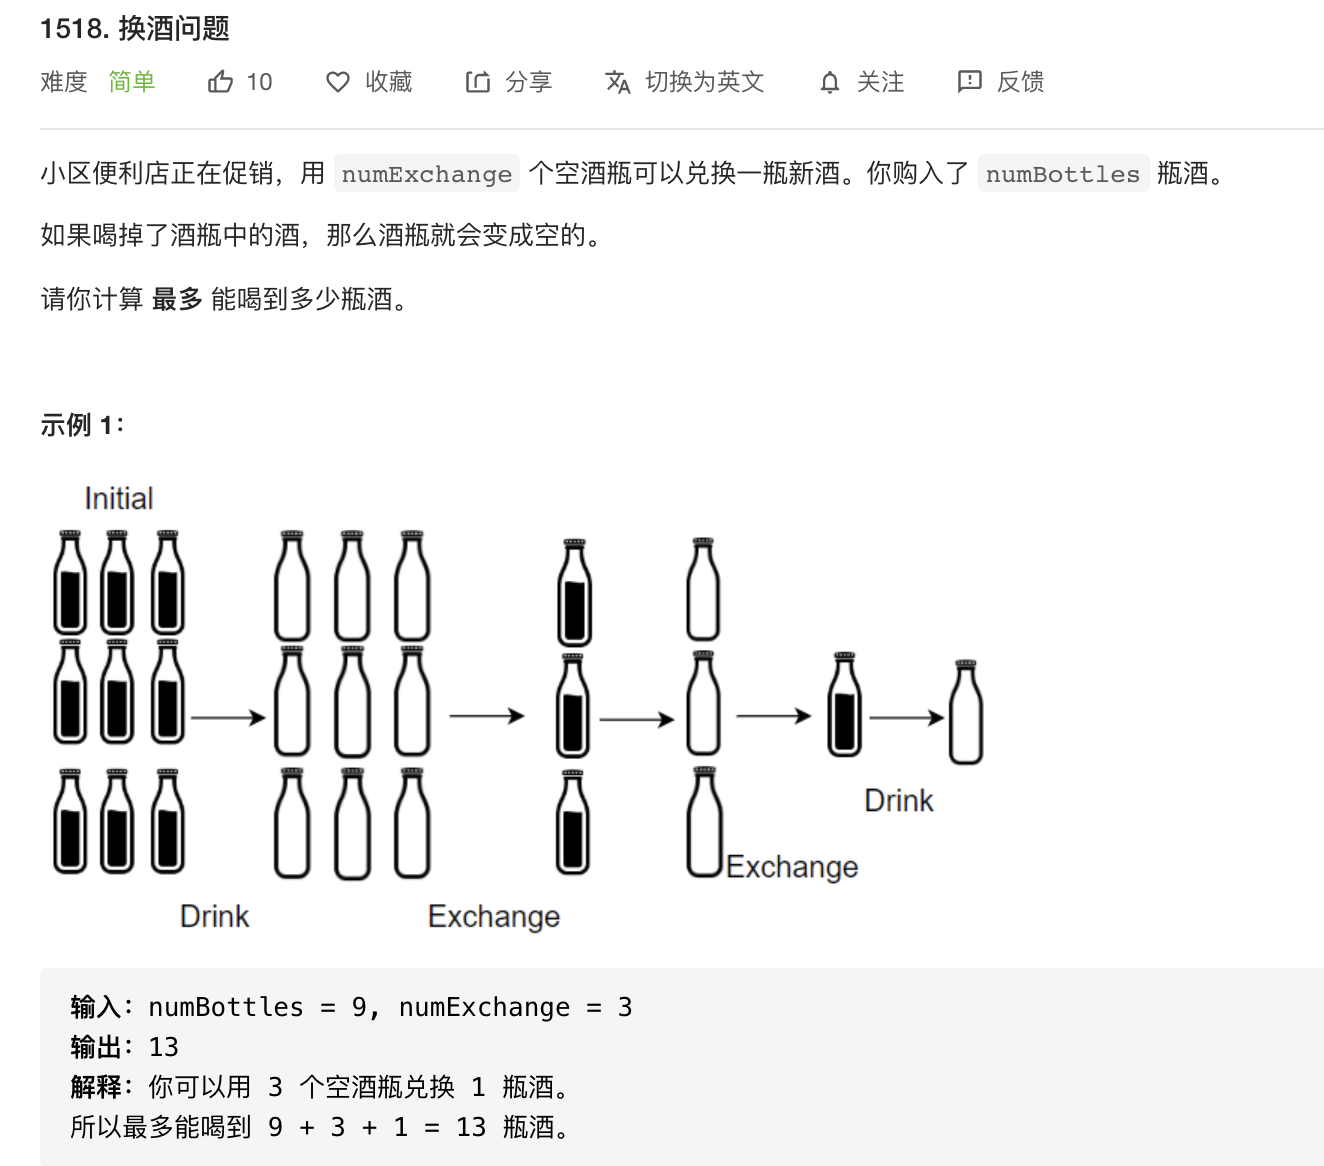 1518. 换酒问题
难度 简单 10 收藏 分享 切换为英文 关注 反馈
小区便利店正在促销，用 numExchange 个空酒瓶可以兑换一瓶新酒。你购入了 numBottles 瓶酒。
如果喝掉了酒瓶中的酒，那么酒瓶就会变成空的。
请你计算 最多 能喝到多少瓶酒。
示例 1：
Initial
Drink
Exchange
Exchange
Drink
输入：numBottles = 9, numExchange = 3
输出：13
解释：你可以用 3 个空酒瓶兑换 1 瓶酒。
所以最多能喝到 9 + 3 + 1 = 13 瓶酒。